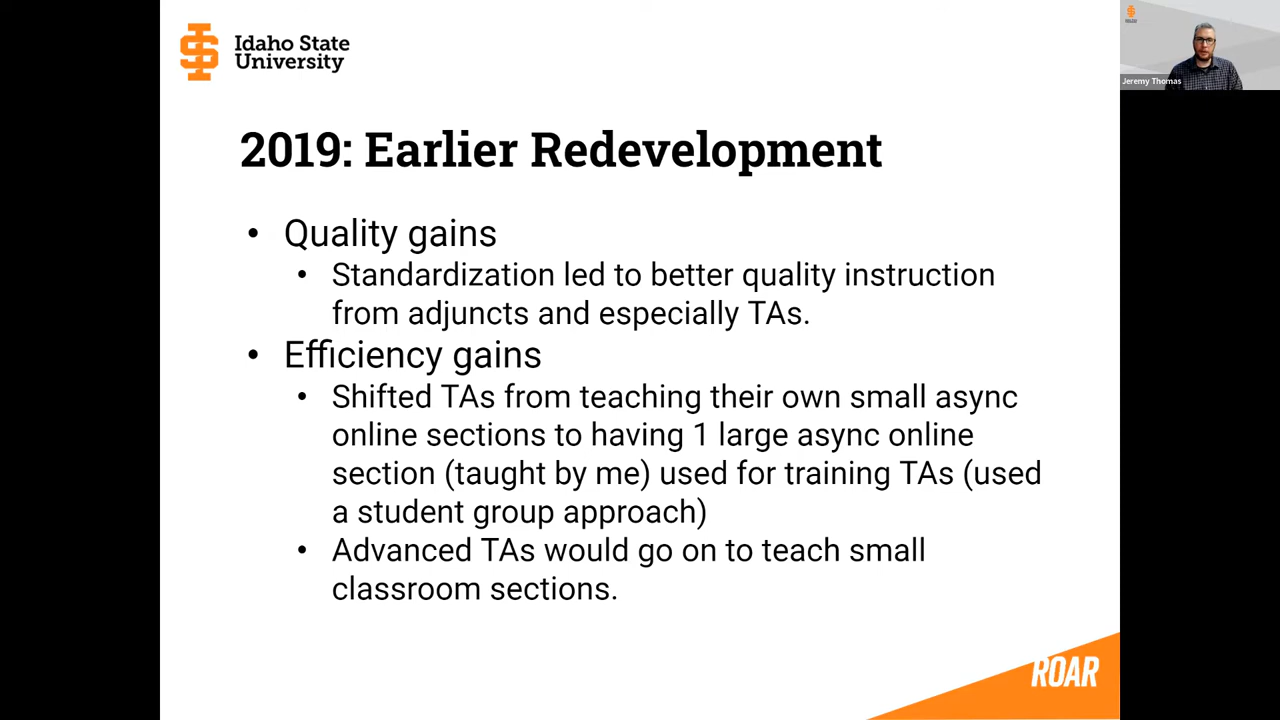 Idaho State
University
Jeremy Thomas
2019: Earlier Redevelopment
• Quality gains
• Standardization led to better quality instruction
from adjuncts and especially TAs.
• Efficiency gains
• Shifted TAs from teaching their own small async
online sections to having 1 large async online
section (taught by me) used for training TAs (used
a student group approach)
• Advanced TAs would go on to teach small
classroom sections.
ROAR